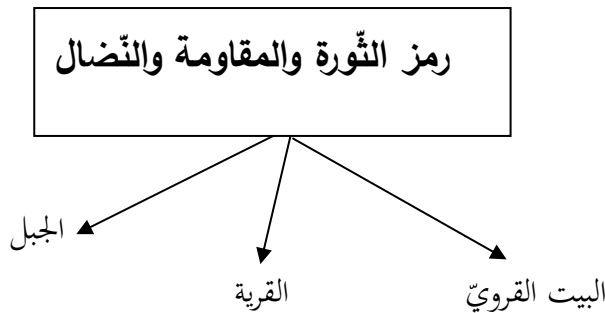 رمز الثّورة والمقاومة والنّضال
الجبل
البيت القرويّ
القرية